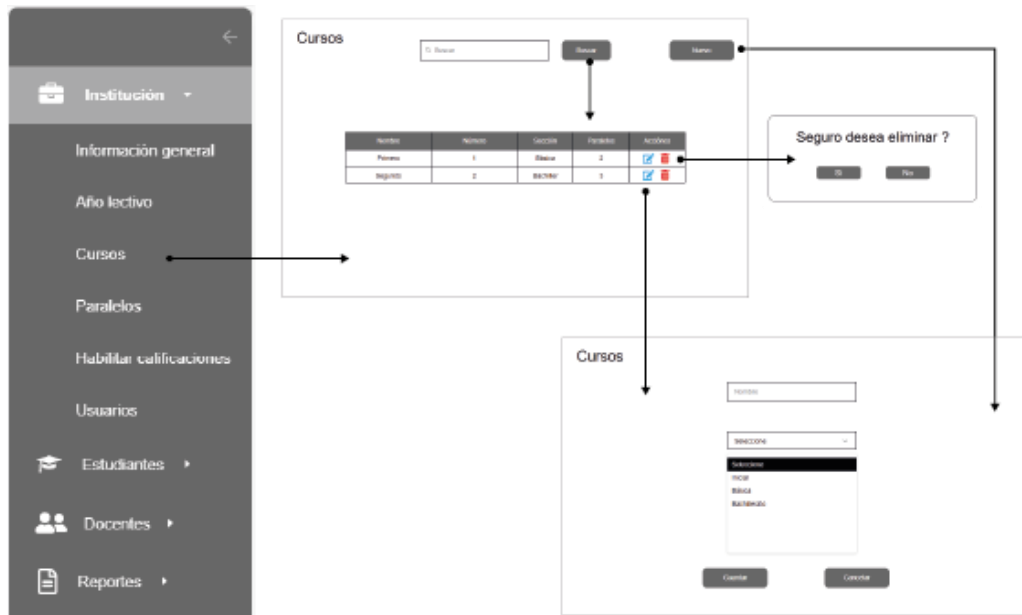 Institución
Información general
Año lectivo
Cursos
Paralelos
Habilitar calificaciones
Usuarios
Estudiantes
Docentes
Reportes
Cursos
Buscar
Buscar
Nuevo
Nombre Número Sección Paralelos Acciones
Primero 1 Básica 2
Segundo 2 Bachiller 3
Seguro desea eliminar ?
Si No
Cursos
Nombre
Seleccione
Seleccione
Inicial
Básica
Bachillerato
Guardar Cancelar